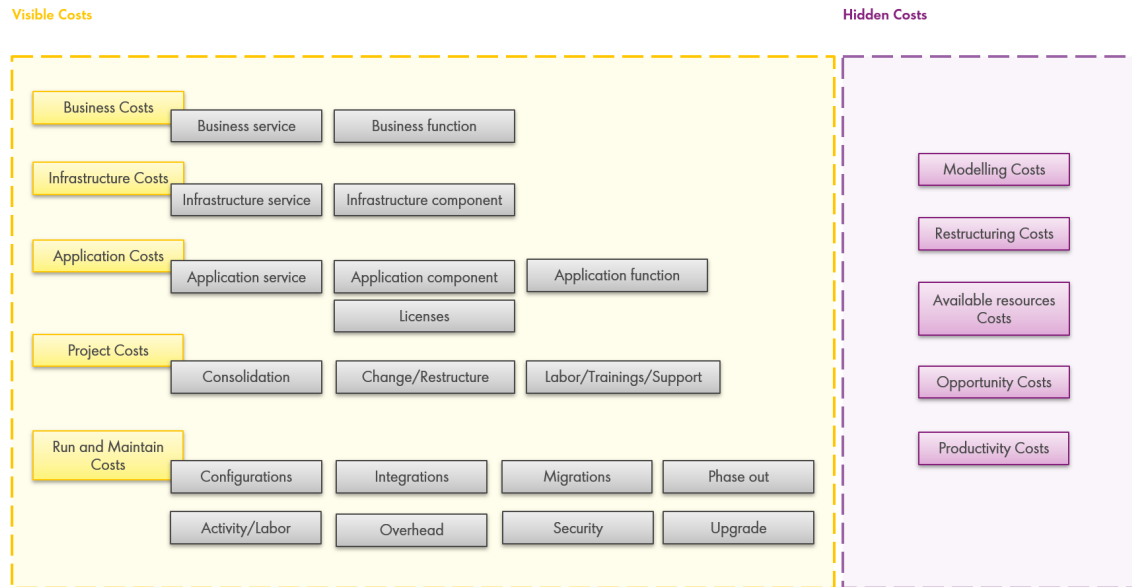 Visible Costs
Hidden Costs
Business Costs
Business service
Business function
Infrastructure Costs
Infrastructure service
Infrastructure component
Application Costs
Application service
Application component
Application function
Licenses
Project Costs
Consolidation
Change/Restructure
Labor/Trainings/Support
Run and Maintain
Costs
Configurations
Integrations
Migrations
Phase out
Activity/Labor
Overhead
Security
Upgrade
Modelling Costs
Restructuring Costs
Available resources
Costs
Opportunity Costs
Productivity Costs